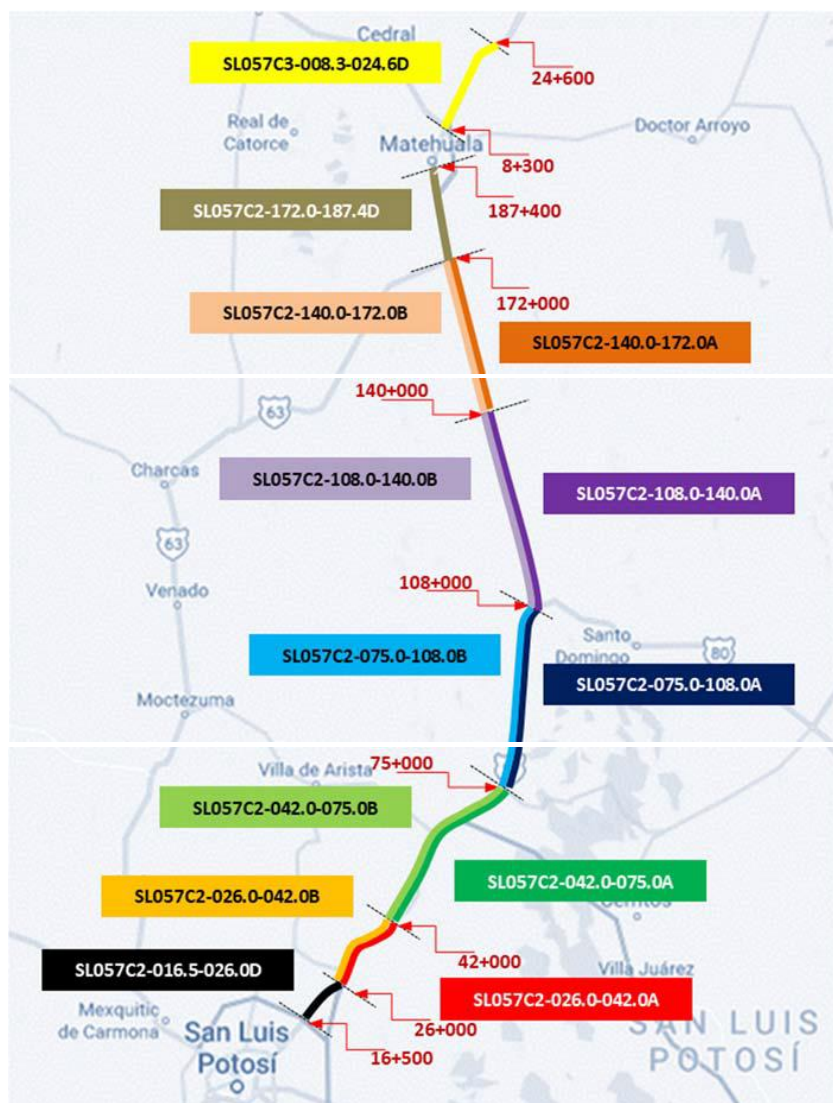 Cedral
SL057C3-008.3-024.6D
24+600
Real de
Catorce
Matehuala
Doctor Arroyo
8+300
SL057C2-172.0-187.4D
187+400
172+000
SL057C2-140.0-172.0B
SL057C2-140.0-172.0A
140+000
63
Charcas
SL057C2-108.0-140.0B
SL057C2-108.0-140.0A
63
108+000
Venado
Santo
Domingo
80
SL057C2-075.0-108.0B
SL057C2-075.0-108.0A
Moctezuma
Villa de Arista
75+000
SL057C2-042.0-075.0B
SL057C2-042.0-075.0A
SL057C2-026.0-042.0B
42+000
SL057C2-016.5-026.0D
Villa Juárez
SL057C2-026.0-042.0A
Mexquitic
de Carmona
26+000
San Luis
Potosí
16+500
SAN LUIS
POTOSÍ